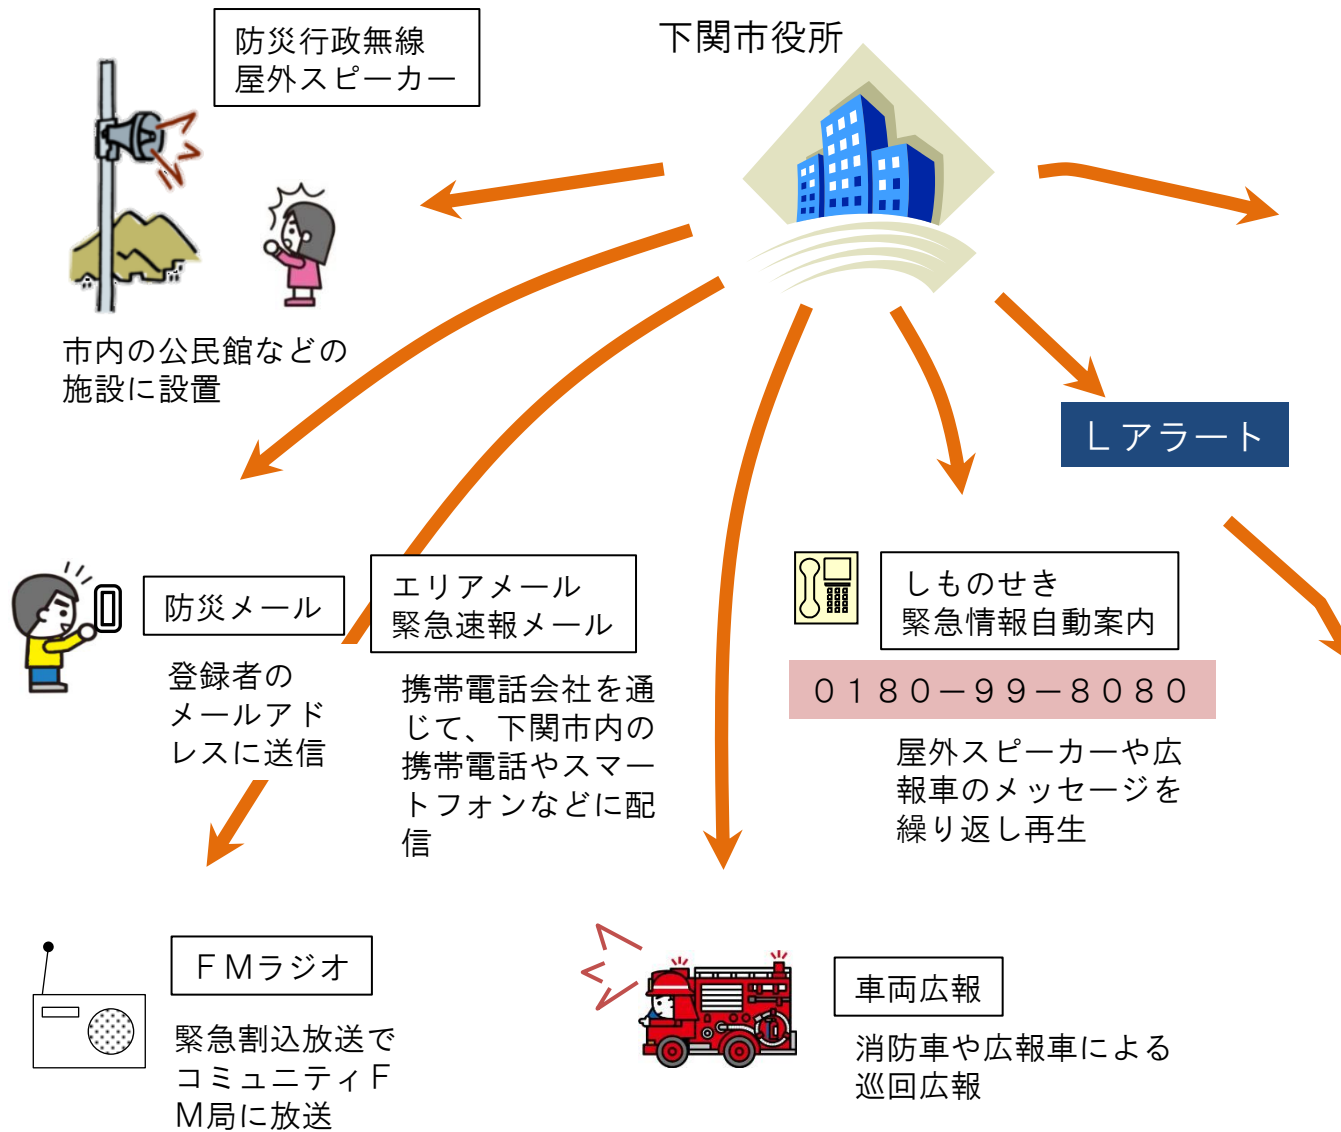 下関市役所
防災行政無線
屋外スピーカー
市内の公民館などの
施設に設置
Ｌアラート
防災メール
登録者の
メールアド
レスに送信
エリアメール
緊急速報メール
携帯電話会社を通
じて、下関市内の
携帯電話やスマー
トフォンなどに配
信
しものせき
緊急情報自動案内
０１８０－９９－８０８０
屋外スピーカーや広
報車のメッセージを
繰り返し再生
ＦＭラジオ
緊急割込放送で
コミュニティＦ
Ｍ局に放送
車両広報
消防車や広報車による
巡回広報